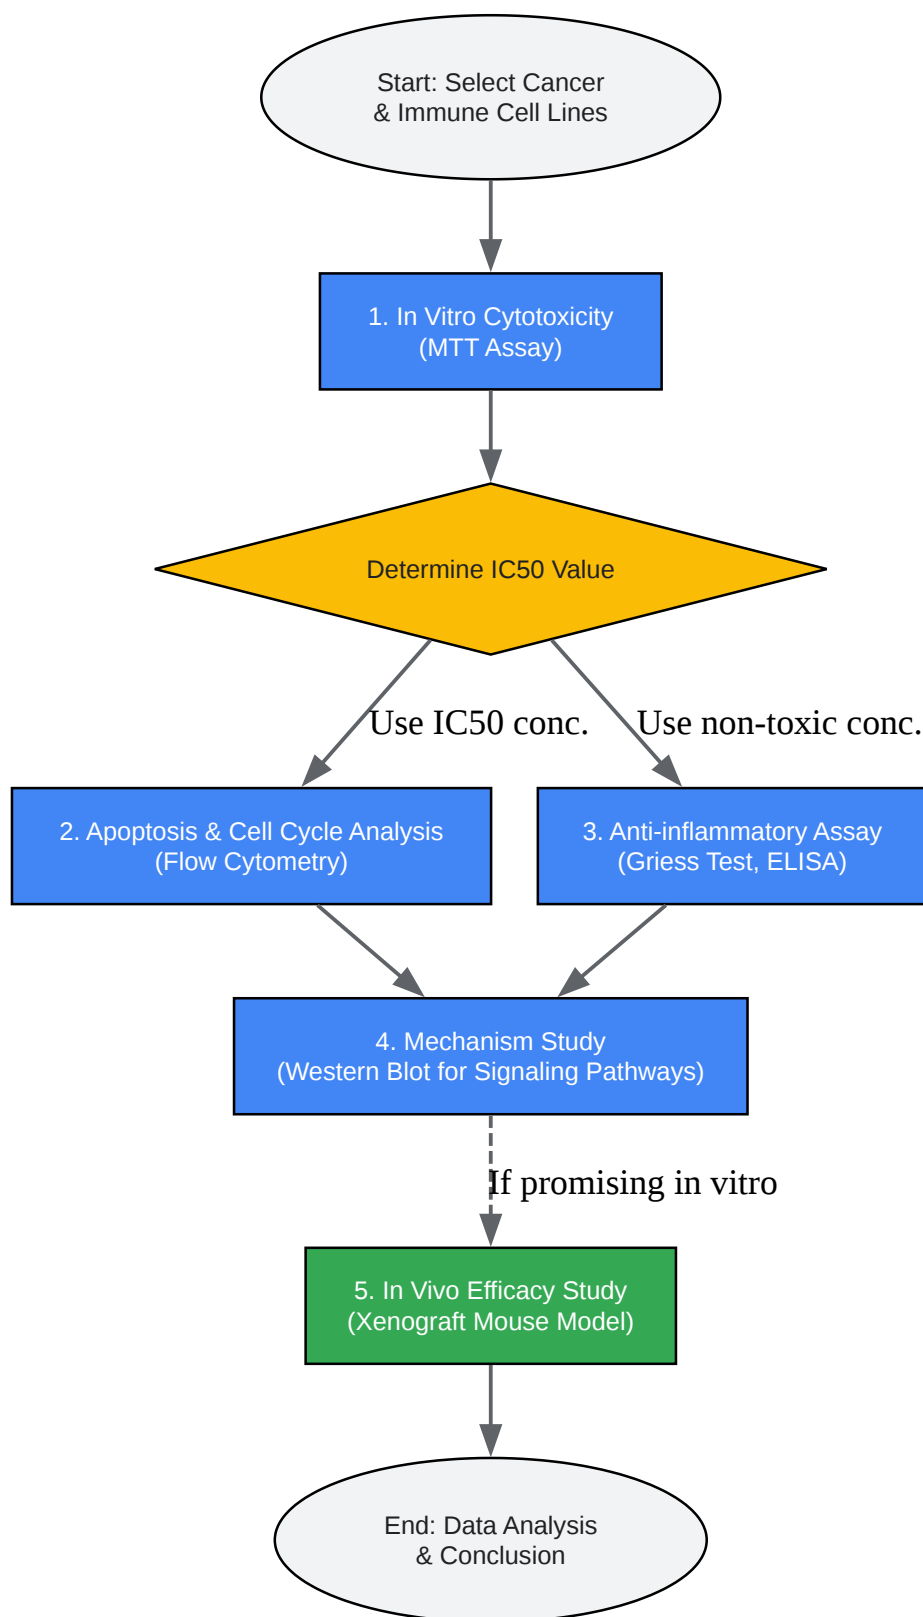 Start: Select Cancer
& Immune Cell Lines
1. In Vitro Cytotoxicity
(MTT Assay)
Determine IC50 Value
Use IC50 conc.
Use non-toxic conc.
2. Apoptosis & Cell Cycle Analysis
(Flow Cytometry)
3. Anti-inflammatory Assay
(Griess Test, ELISA)
4. Mechanism Study
(Western Blot for Signaling Pathways)
If promising in vitro
5. In Vivo Efficacy Study
(Xenograft Mouse Model)
End: Data Analysis
& Conclusion